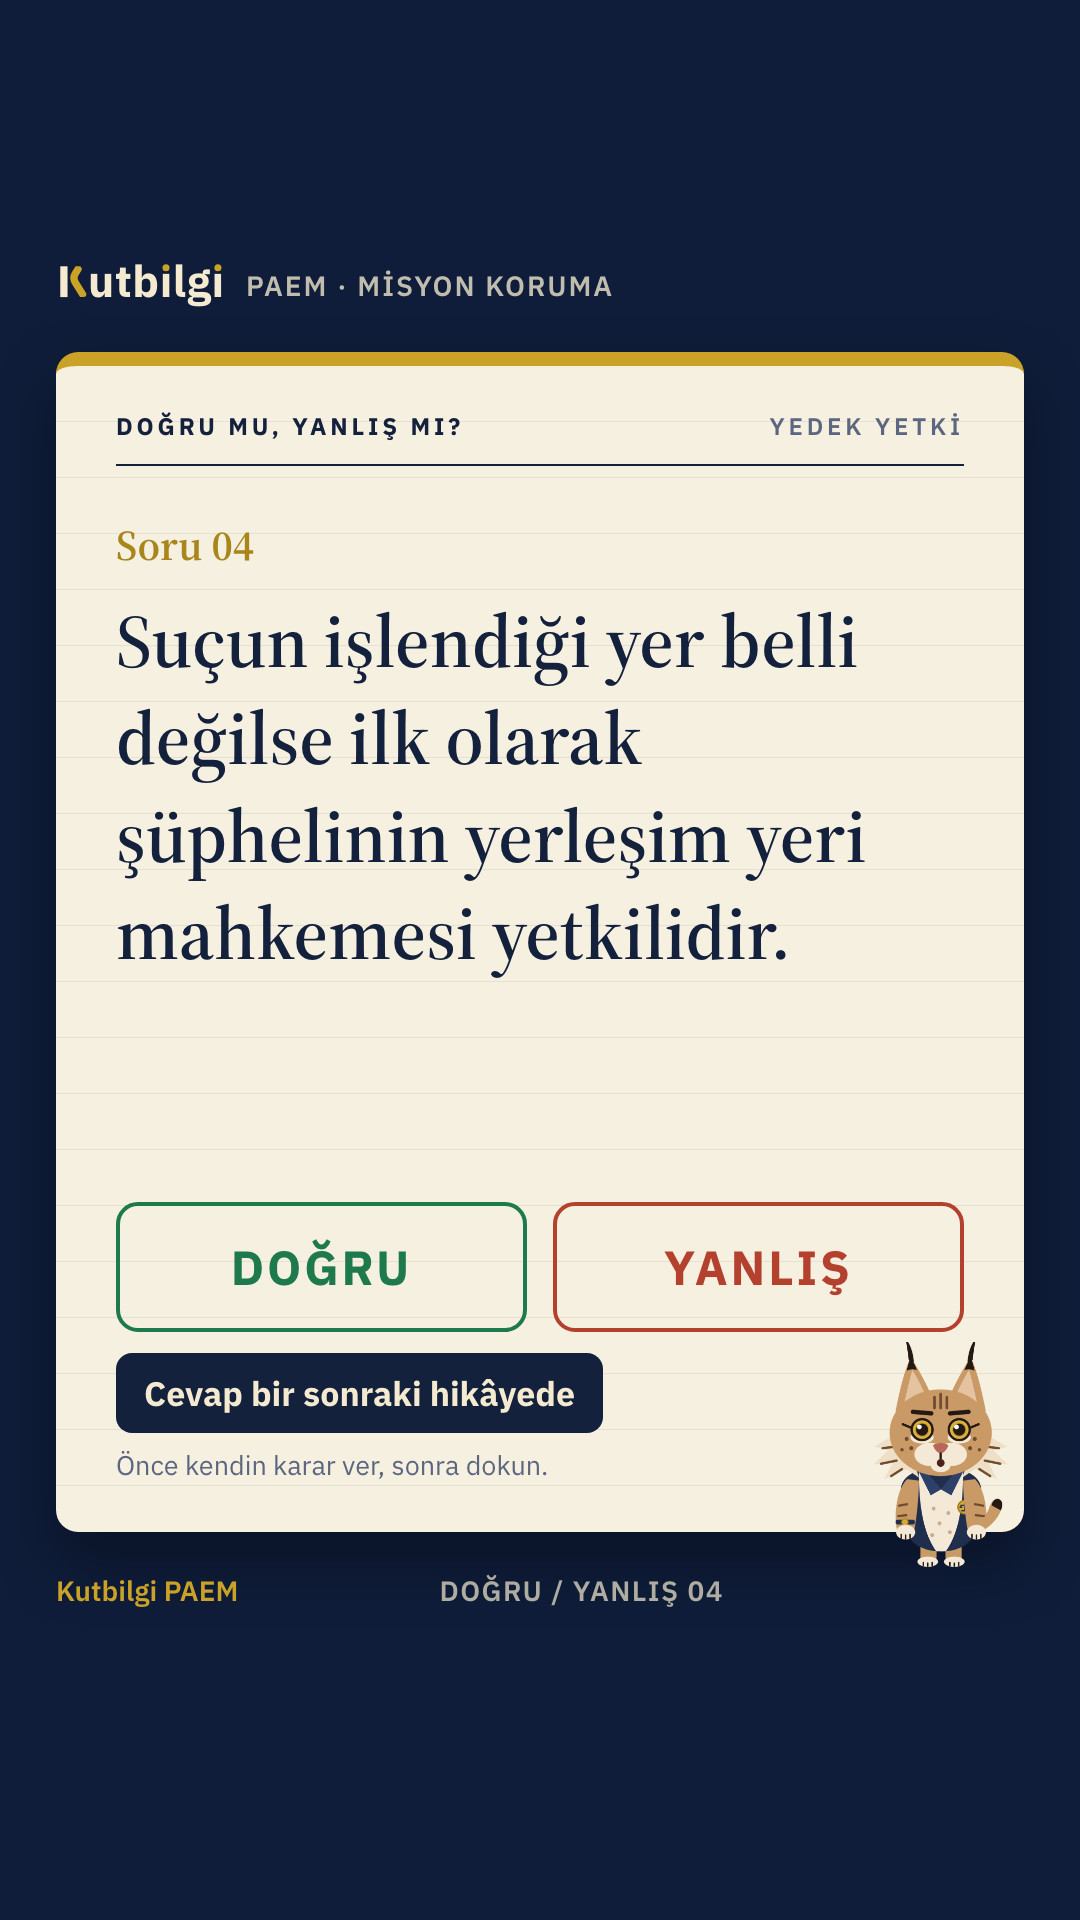 Kutbilgi PAEM · MİSYON KORUMA
DOĞRU MU, YANLIŞ MI? YEDEK YETKİ
Soru 04
Suçun işlendiği yer belli
değilse ilk olarak
şüphelinin yerleşim yeri
mahkemesi yetkilidir.
DOĞRU YANLIŞ
Cevap bir sonraki hikâyede
Önce kendin karar ver, sonra dokun.
Kutbilgi PAEM DOĞRU / YANLIŞ 04